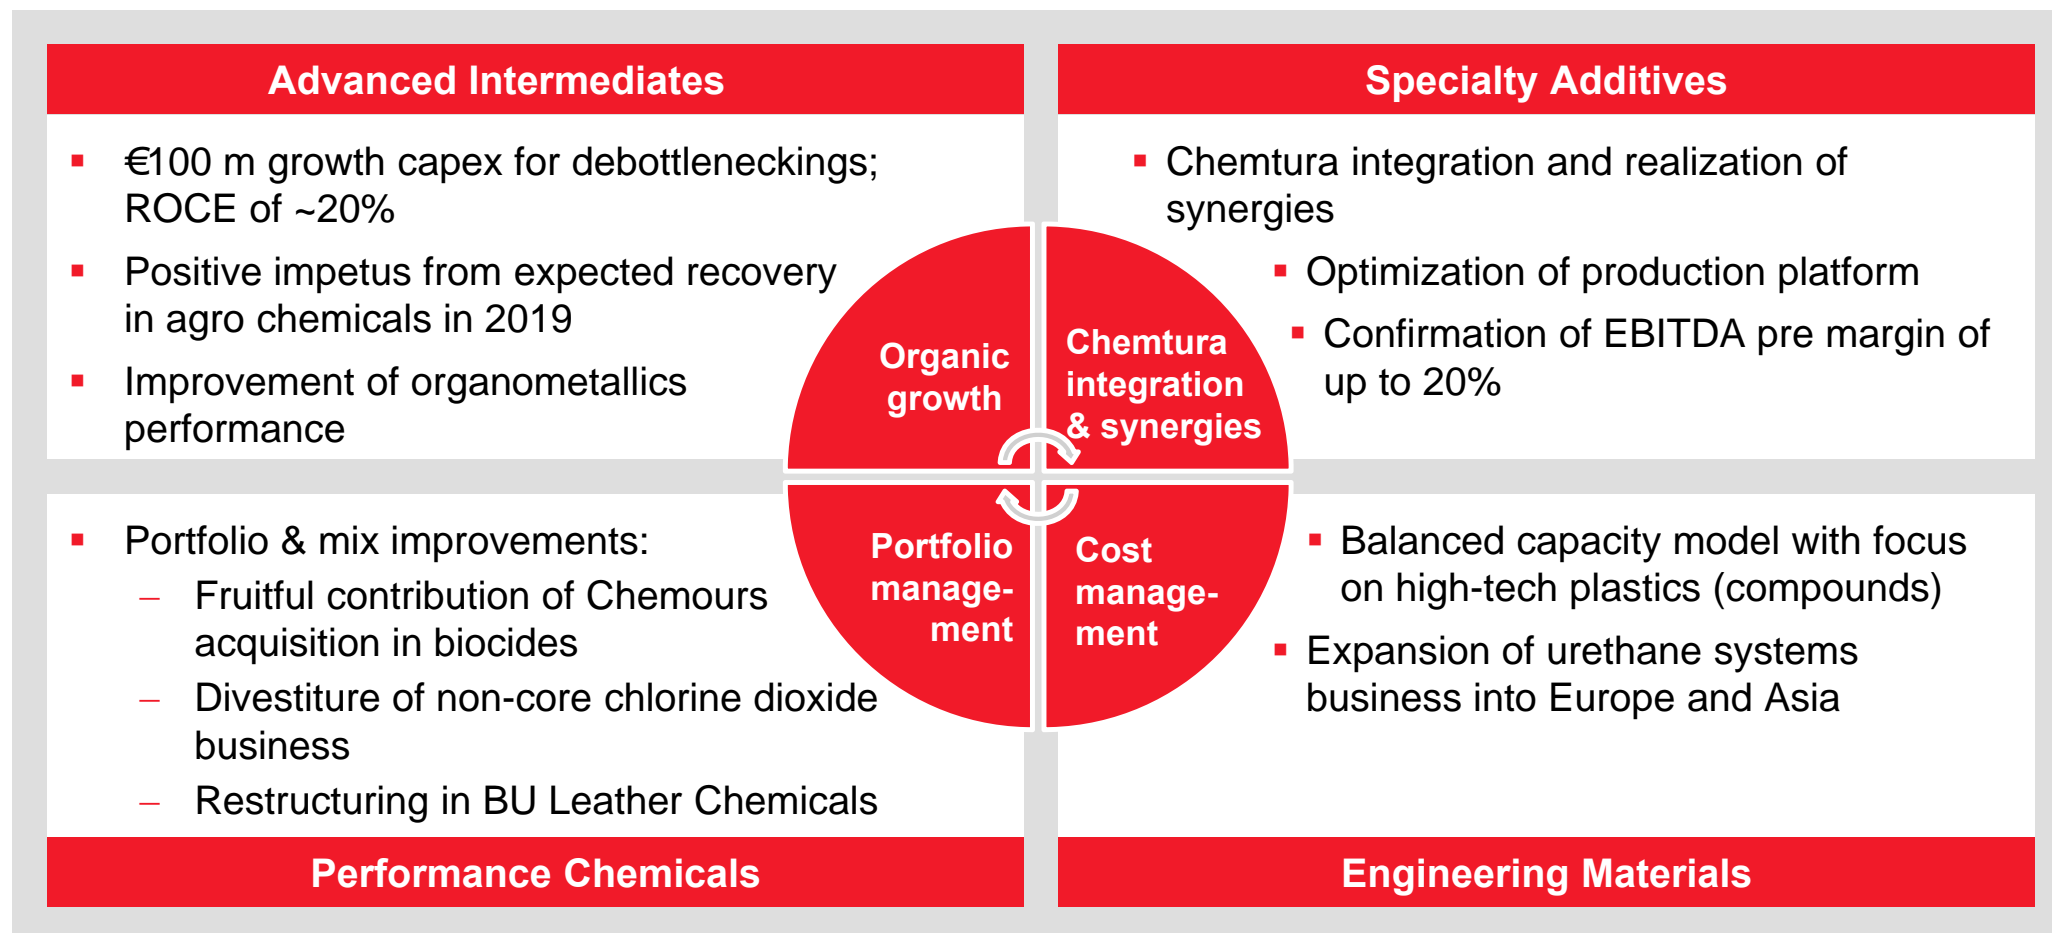 Advanced Intermediates
▪ €100 m growth capex for debottleneckings;
ROCE of ~20%
▪ Positive impetus from expected recovery
in agro chemicals in 2019
▪ Improvement of organometallics
performance
Specialty Additives
▪ Chemtura integration and realization of
synergies
▪ Optimization of production platform
▪ Confirmation of EBITDA pre margin of
up to 20%
Organic
growth
Chemtura
integration
& synergies
Portfolio
manage-
ment
Cost
manage-
ment
▪ Portfolio & mix improvements:
– Fruitful contribution of Chemours
acquisition in biocides
– Divestiture of non-core chlorine dioxide
business
– Restructuring in BU Leather Chemicals
Performance Chemicals
▪ Balanced capacity model with focus
on high-tech plastics (compounds)
▪ Expansion of urethane systems
business into Europe and Asia
Engineering Materials